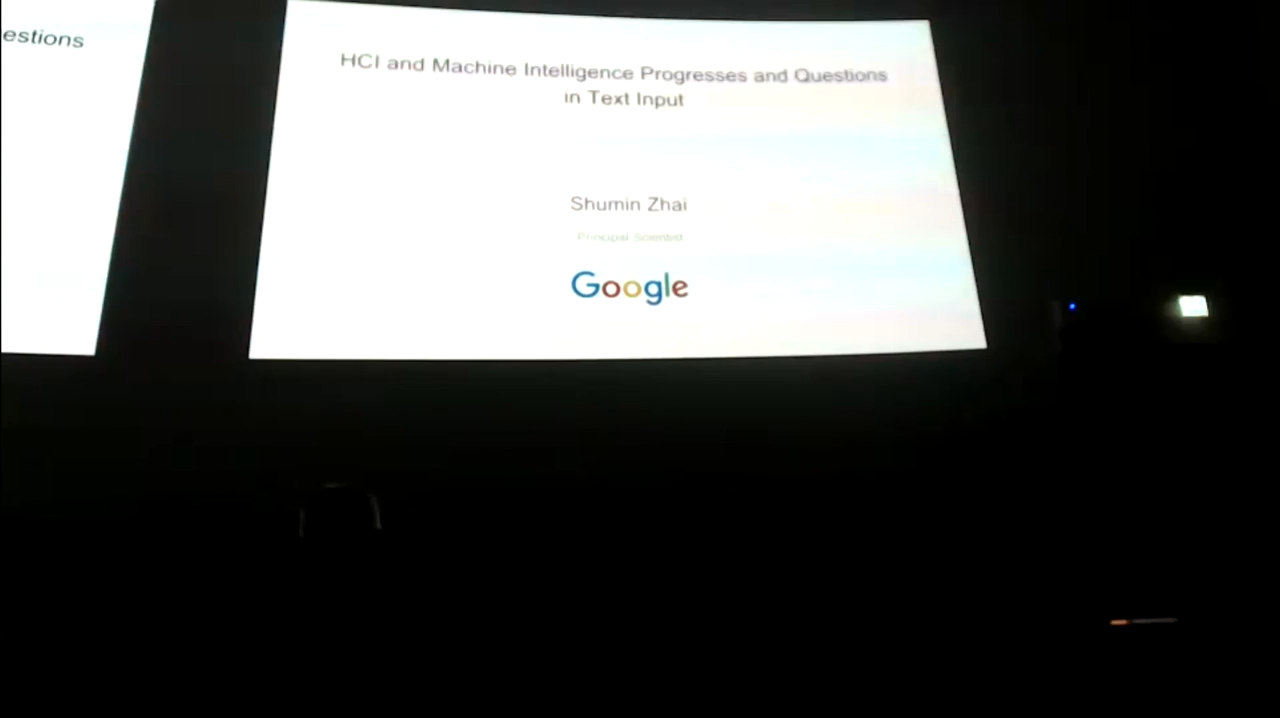 estions
HCI and Machine Intelligence Progresses and Questions
in Text Input
Shumin Zhai
Principal Scientist
Google